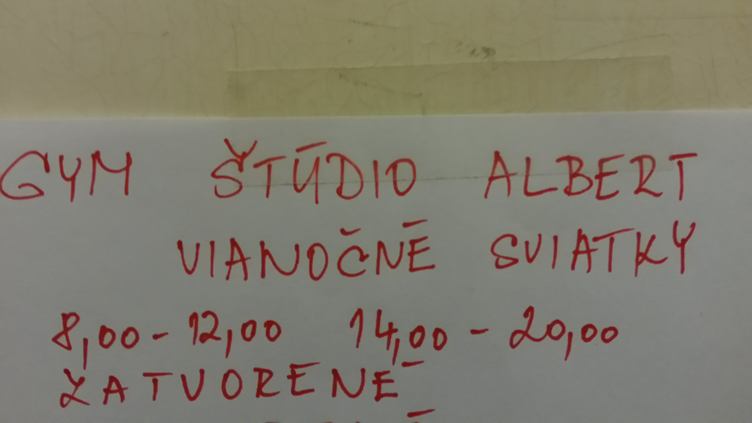 GYM ŠTÚDIO ALBERT
VIANOČNÉ SVIATKY
8,00 - 12,00 14,00 - 20,00
ZATVORENÉ